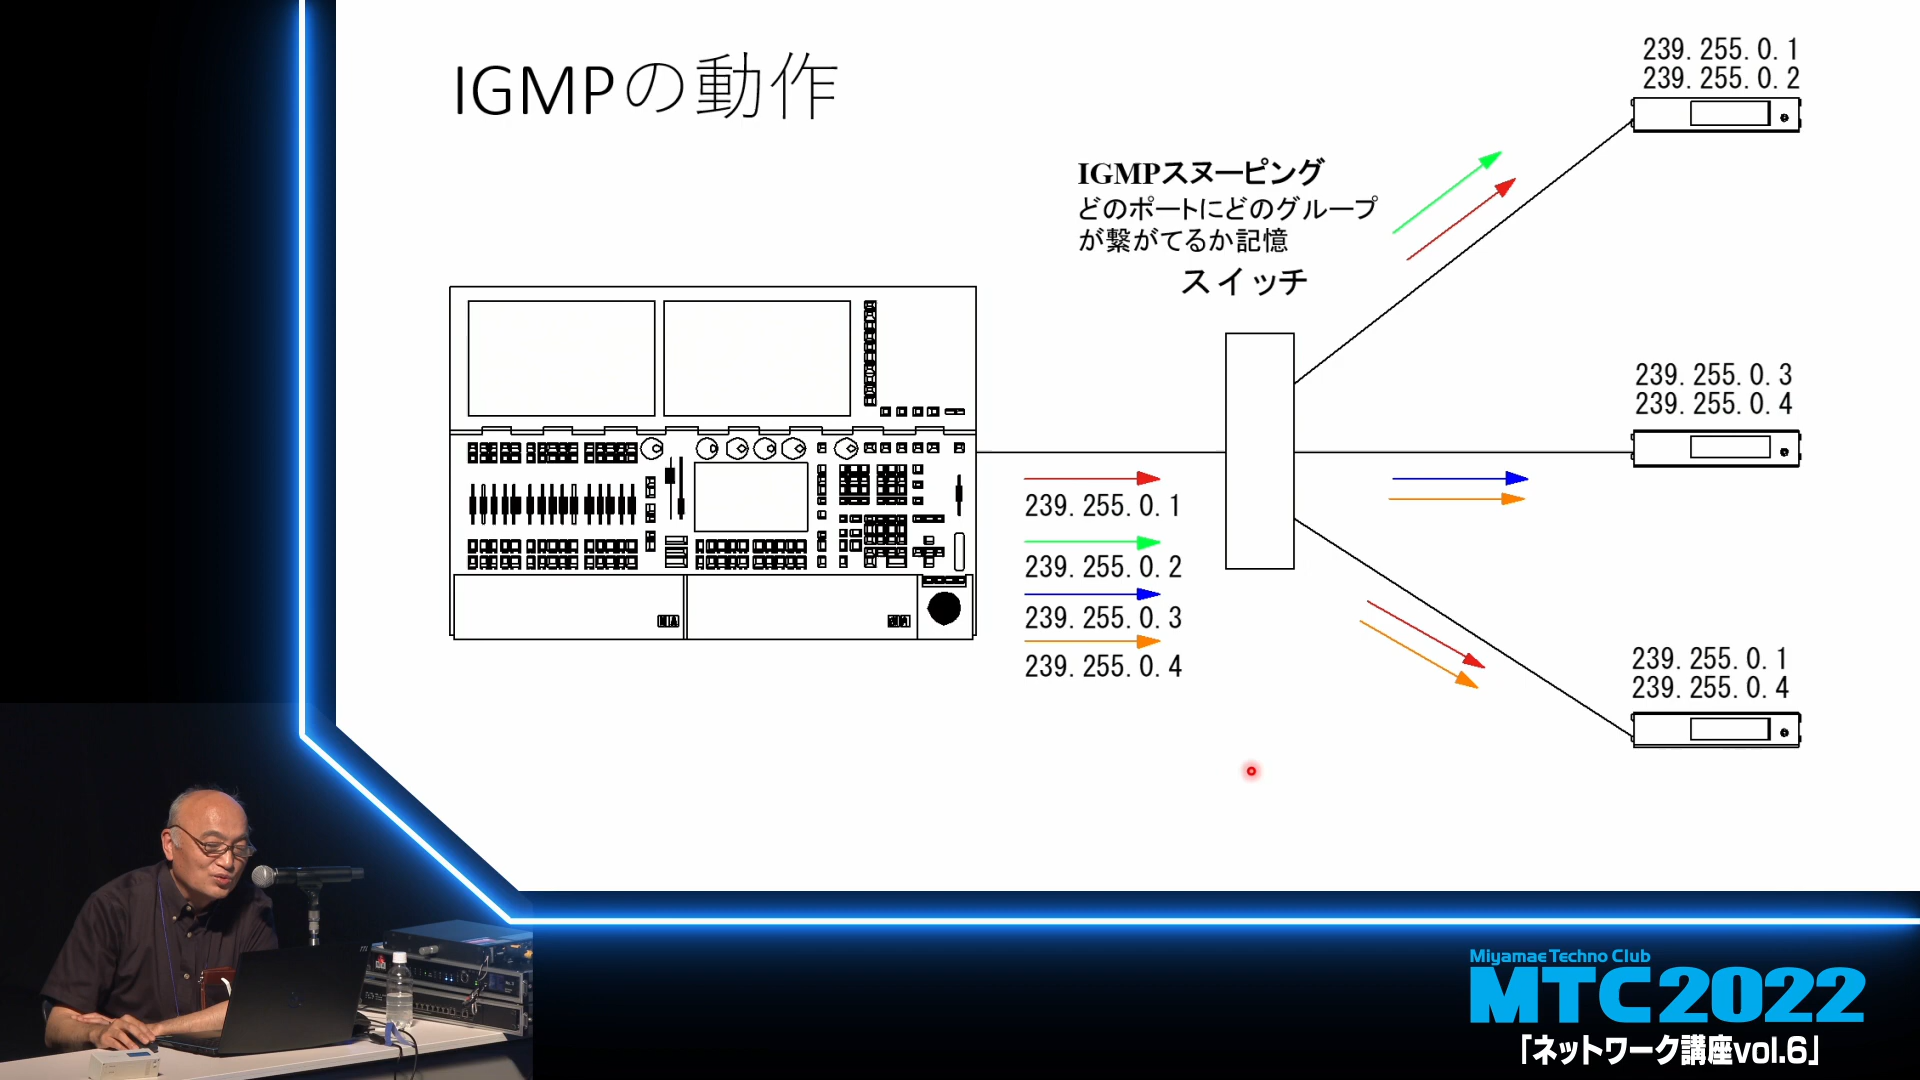 IGMPの動作
239.255.0.1
239.255.0.2
IGMPスヌーピング
どのポートにどのグループ
が繋がてるか記憶
スイッチ
239.255.0.3
239.255.0.4
239.255.0.1
239.255.0.2
239.255.0.3
239.255.0.4
239.255.0.1
239.255.0.4
Miyamae Techno Club
MTC2022
「ネットワーク講座vol.6」